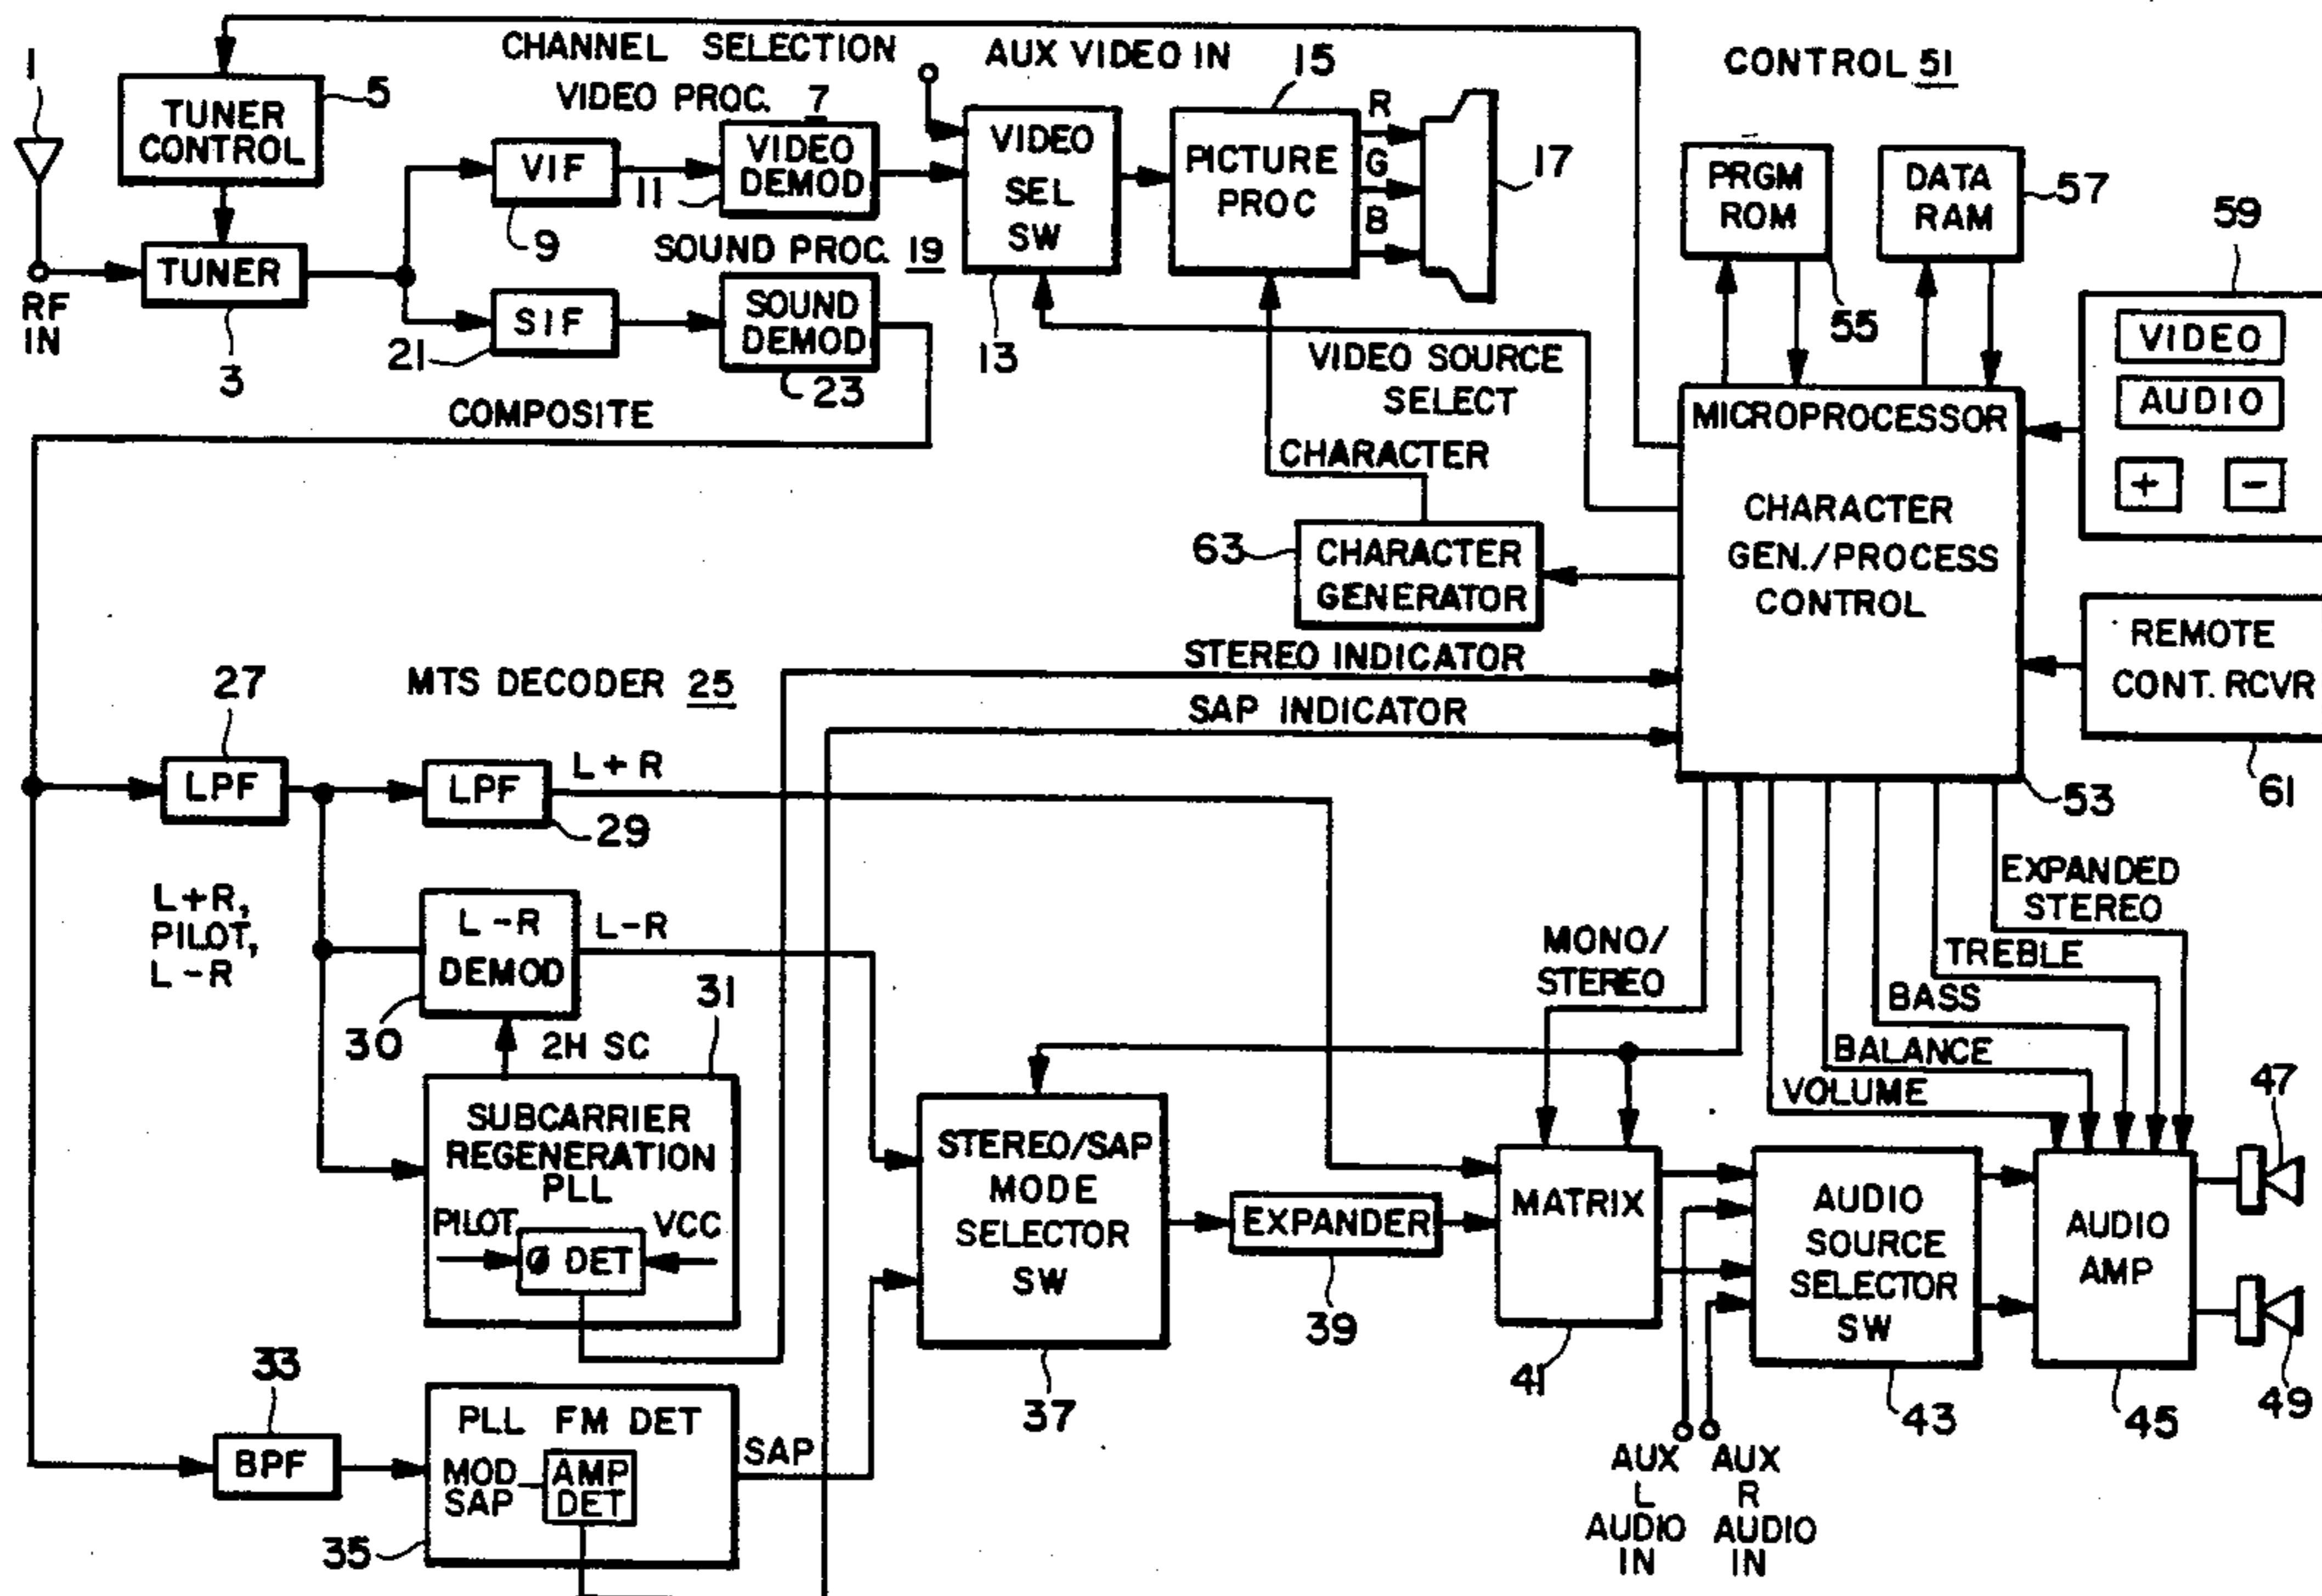 1
TUNER
CONTROL
5
CHANNEL SELECTION
VIDEO PROC. 7
AUX VIDEO IN
15
CONTROL 51
RF
IN
TUNER
3
VIF
9
11
VIDEO
DEMOD
SOUND PROC. 19
SIF
21
SOUND
DEMOD
23
VIDEO
SEL
SW
13
PICTURE
PROC
R
G
B
17
PRGM
ROM
55
DATA
RAM
57
59
VIDEO
AUDIO
+ -
COMPOSITE
VIDEO SOURCE
SELECT
CHARACTER
63
CHARACTER
GENERATOR
MICROPROCESSOR
CHARACTER
GEN./PROCESS
CONTROL
53
REMOTE
CONT. RCVR
61
STEREO INDICATOR
SAP INDICATOR
MTS DECODER 25
27
LPF
LPF
29
L+R
L+R,
PILOT,
L-R
L-R
DEMOD
30
L-R
2H SC
31
SUBCARRIER
REGENERATION
PLL
PILOT
Ø DET
VCC
33
BPF
PLL FM DET
MOD
SAP
AMP
DET
35
SAP
STEREO/SAP
MODE
SELECTOR
SW
37
EXPANDER
39
MONO/
STEREO
EXPANDED
STEREO
TREBLE
BASS
BALANCE
VOLUME
MATRIX
41
AUDIO
SOURCE
SELECTOR
SW
43
AUDIO
AMP
45
47
49
AUX
L
AUDIO
IN
AUX
R
AUDIO
IN